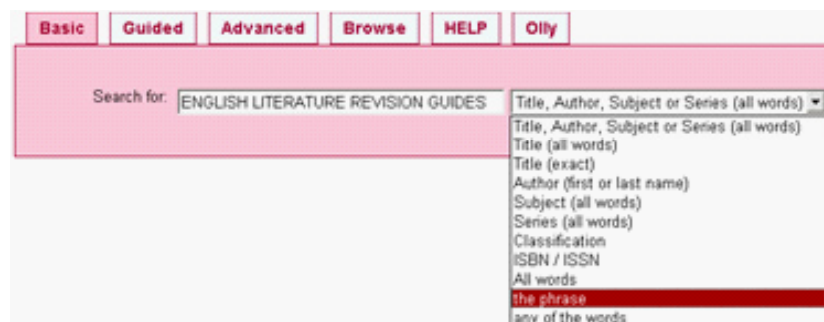 Basic Guided Advanced Browse HELP Olly
Search for: ENGLISH LITERATURE REVISION GUIDES Title, Author, Subject or Series (all words)
Title, Author, Subject or Series (all words)
Title (all words)
Title (exact)
Author (first or last name)
Subject (all words)
Series (all words)
Classification
ISBN / ISSN
All words
the phrase
any of the words